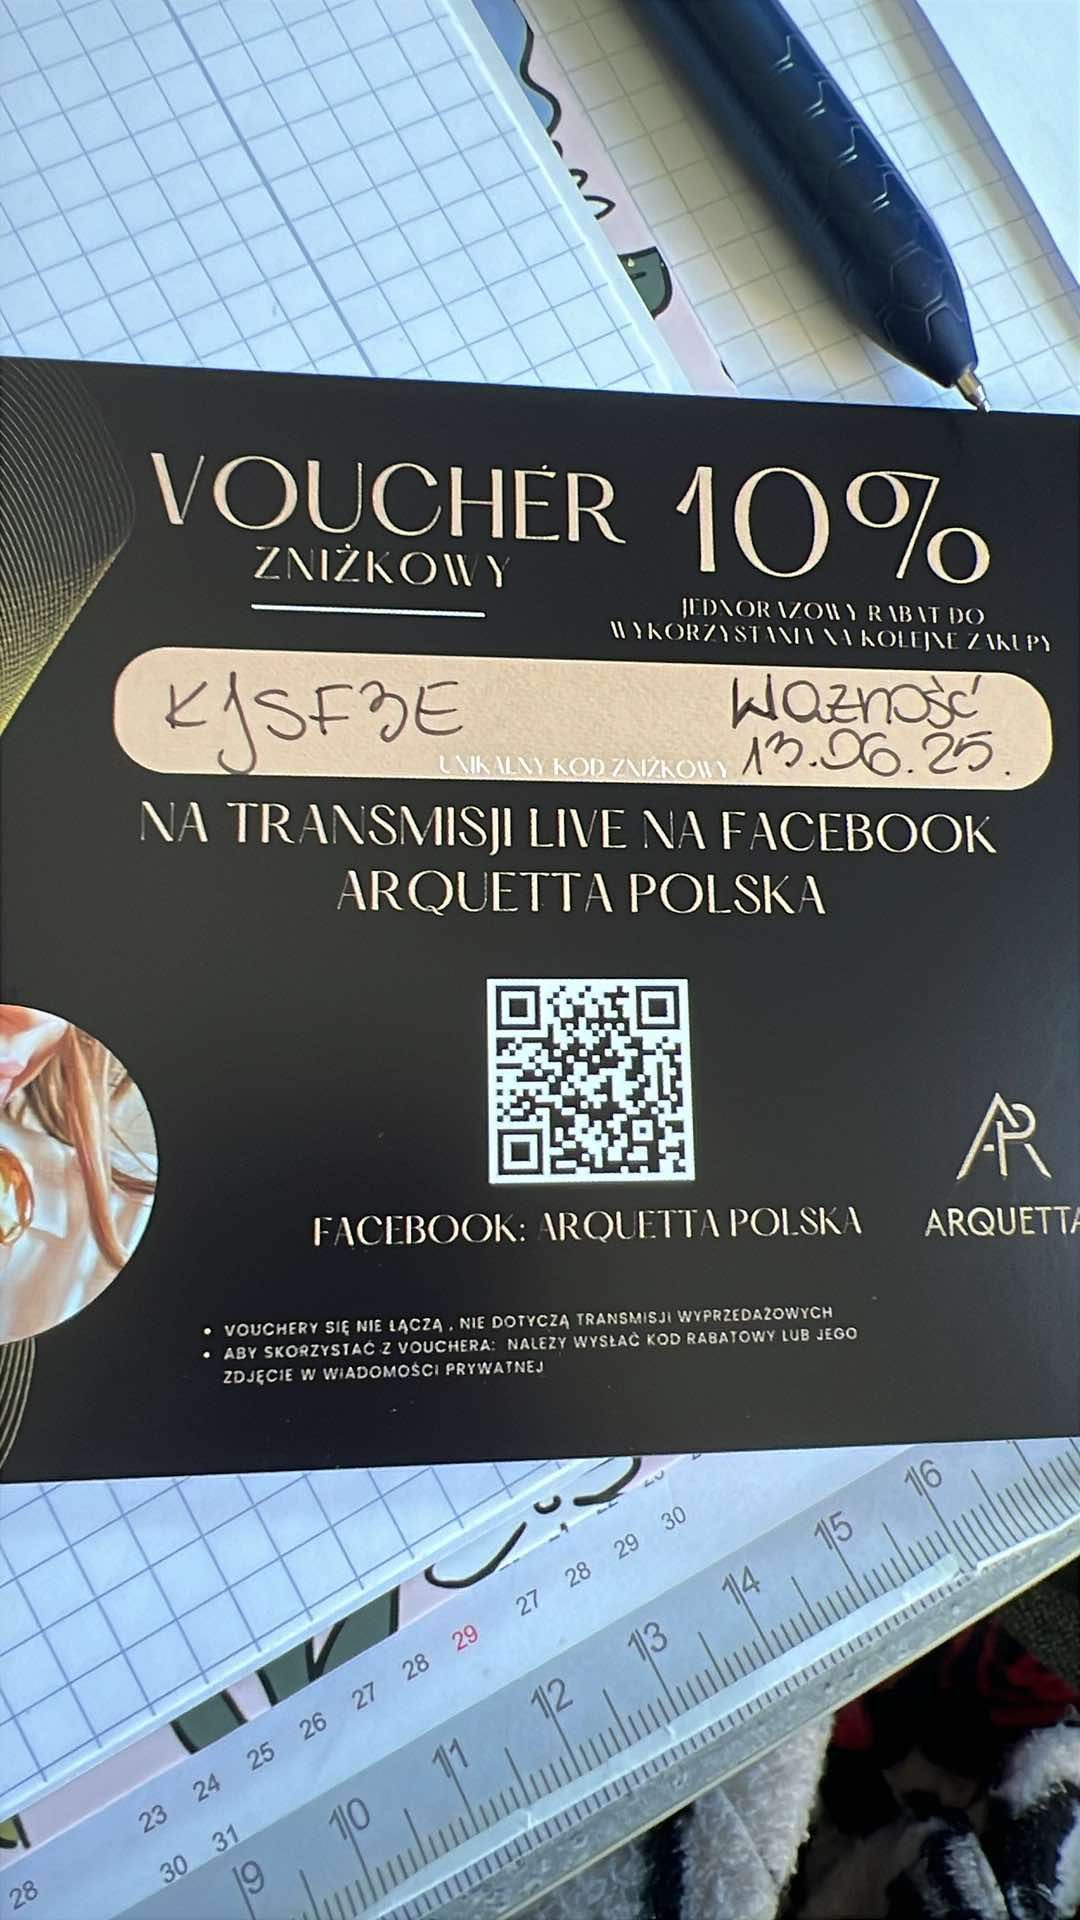 VOUCHER 10%
ZNIŻKOWY
JEDNORAZOWY RABAT DO
WYKORZYSTANIA NA KOLEJNE ZAKUPY
KJSF3E Ważność
13.06.25.
UNIKALNY KOD ZNIŻKOWY
NA TRANSMISJI LIVE NA FACEBOOK
ARQUETTA POLSKA
FACEBOOK: ARQUETTA POLSKA
AR
ARQUETTA
• VOUCHERY SIĘ NIE ŁĄCZĄ , NIE DOTYCZĄ TRANSMISJI WYPRZEDAŻOWYCH
• ABY SKORZYSTAĆ Z VOUCHERA: NALEŻY WYSŁAĆ KOD RABATOWY LUB JEGO
ZDJĘCIE W WIADOMOŚCI PRYWATNEJ
23 24 25 26 27 28 29 27 28 29 30
28 30 31
9 10 11 12 13 14 15 16